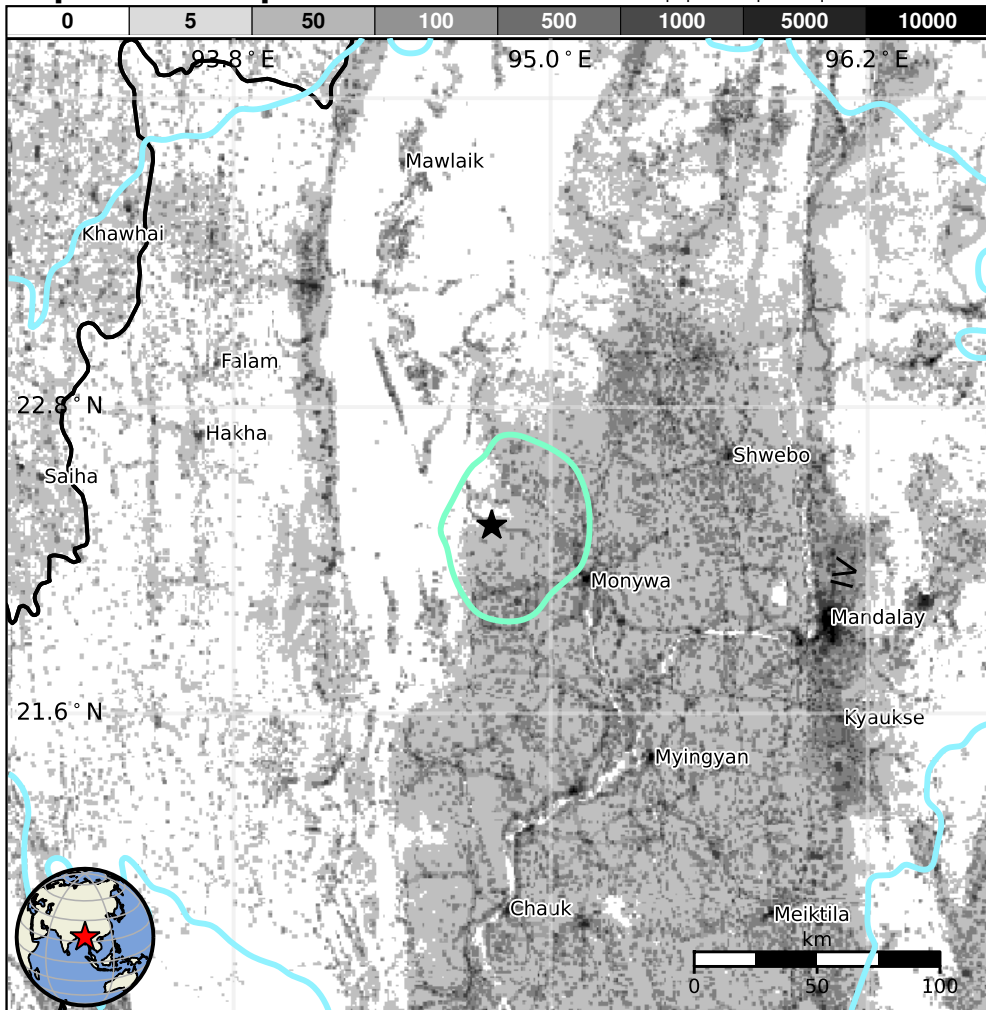 0 5 50 100 500 1000 5000 10000
93.8°E 95.0°E 96.2°E
Mawlaik
Khawhai
Falam
22.8°N
Hakha
Shwebo
Saiha
IV
Monywa
Mandalay
21.6°N
Kyaukse
Myingyan
Chauk
Meiktila
km
0 50 100